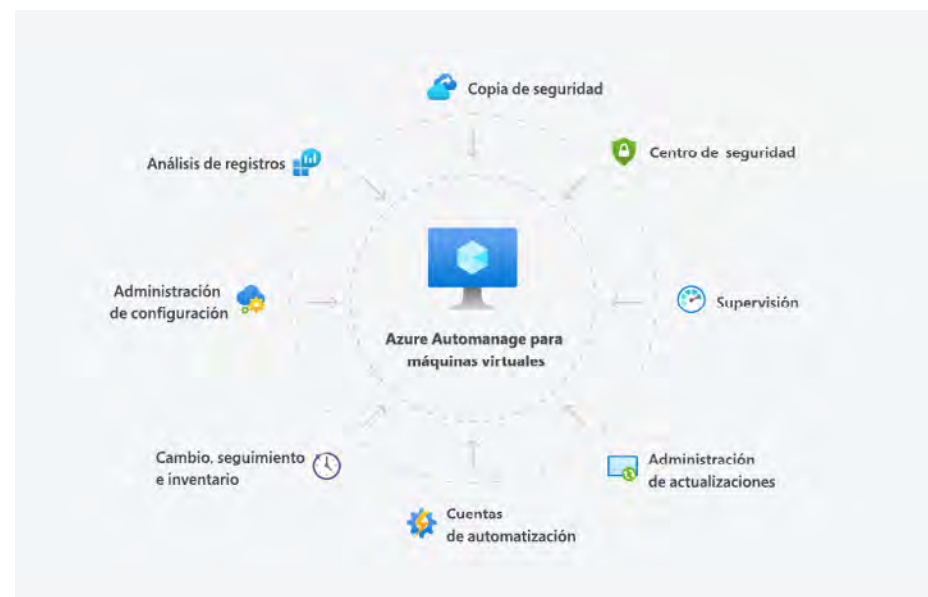 Copia de seguridad
Centro de seguridad
Análisis de registros
Administración
de configuración
Azure Automanage para
máquinas virtuales
Supervisión
Cambio, seguimiento
e inventario
Administración
de actualizaciones
Cuentas
de automatización